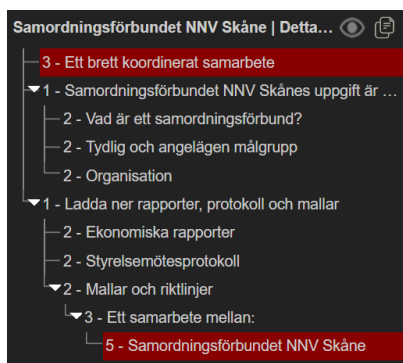 Samordningsförbundet NNV Skåne | Detta...
3 - Ett brett koordinerat samarbete
1 - Samordningsförbundet NNV Skånes uppgift är ...
2 - Vad är ett samordningsförbund?
2 - Tydlig och angelägen målgrupp
2 - Organisation
1 - Ladda ner rapporter, protokoll och mallar
2 - Ekonomiska rapporter
2 - Styrelsemötesprotokoll
2 - Mallar och riktlinjer
3 - Ett samarbete mellan:
5 - Samordningsförbundet NNV Skåne